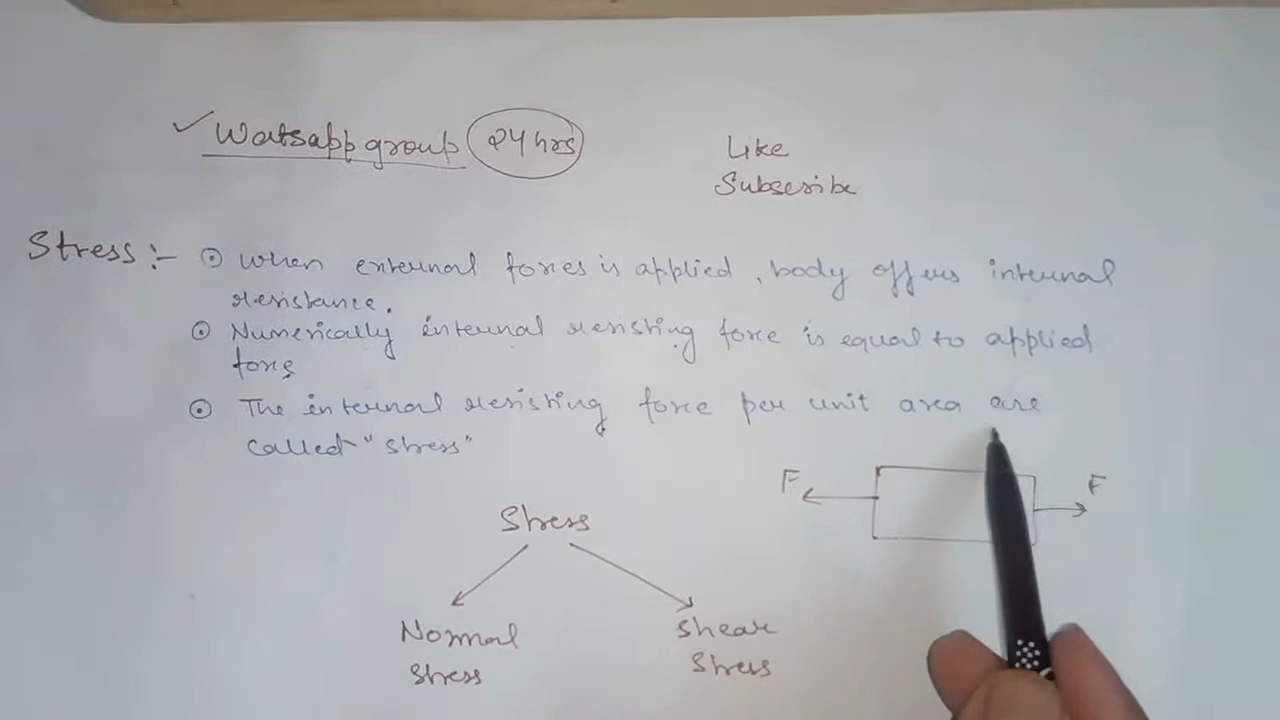 ✓ Watsapp group 24 hrs
Like
Subscribe
Stress :- ⊙ When external forces is applied, body offers internal
resistance.
⊙ Numerically internal resisting force is equal to applied
force
⊙ The internal resisting force per unit area are
called "stress"
F F
Stress
Normal Stress
Shear Stress